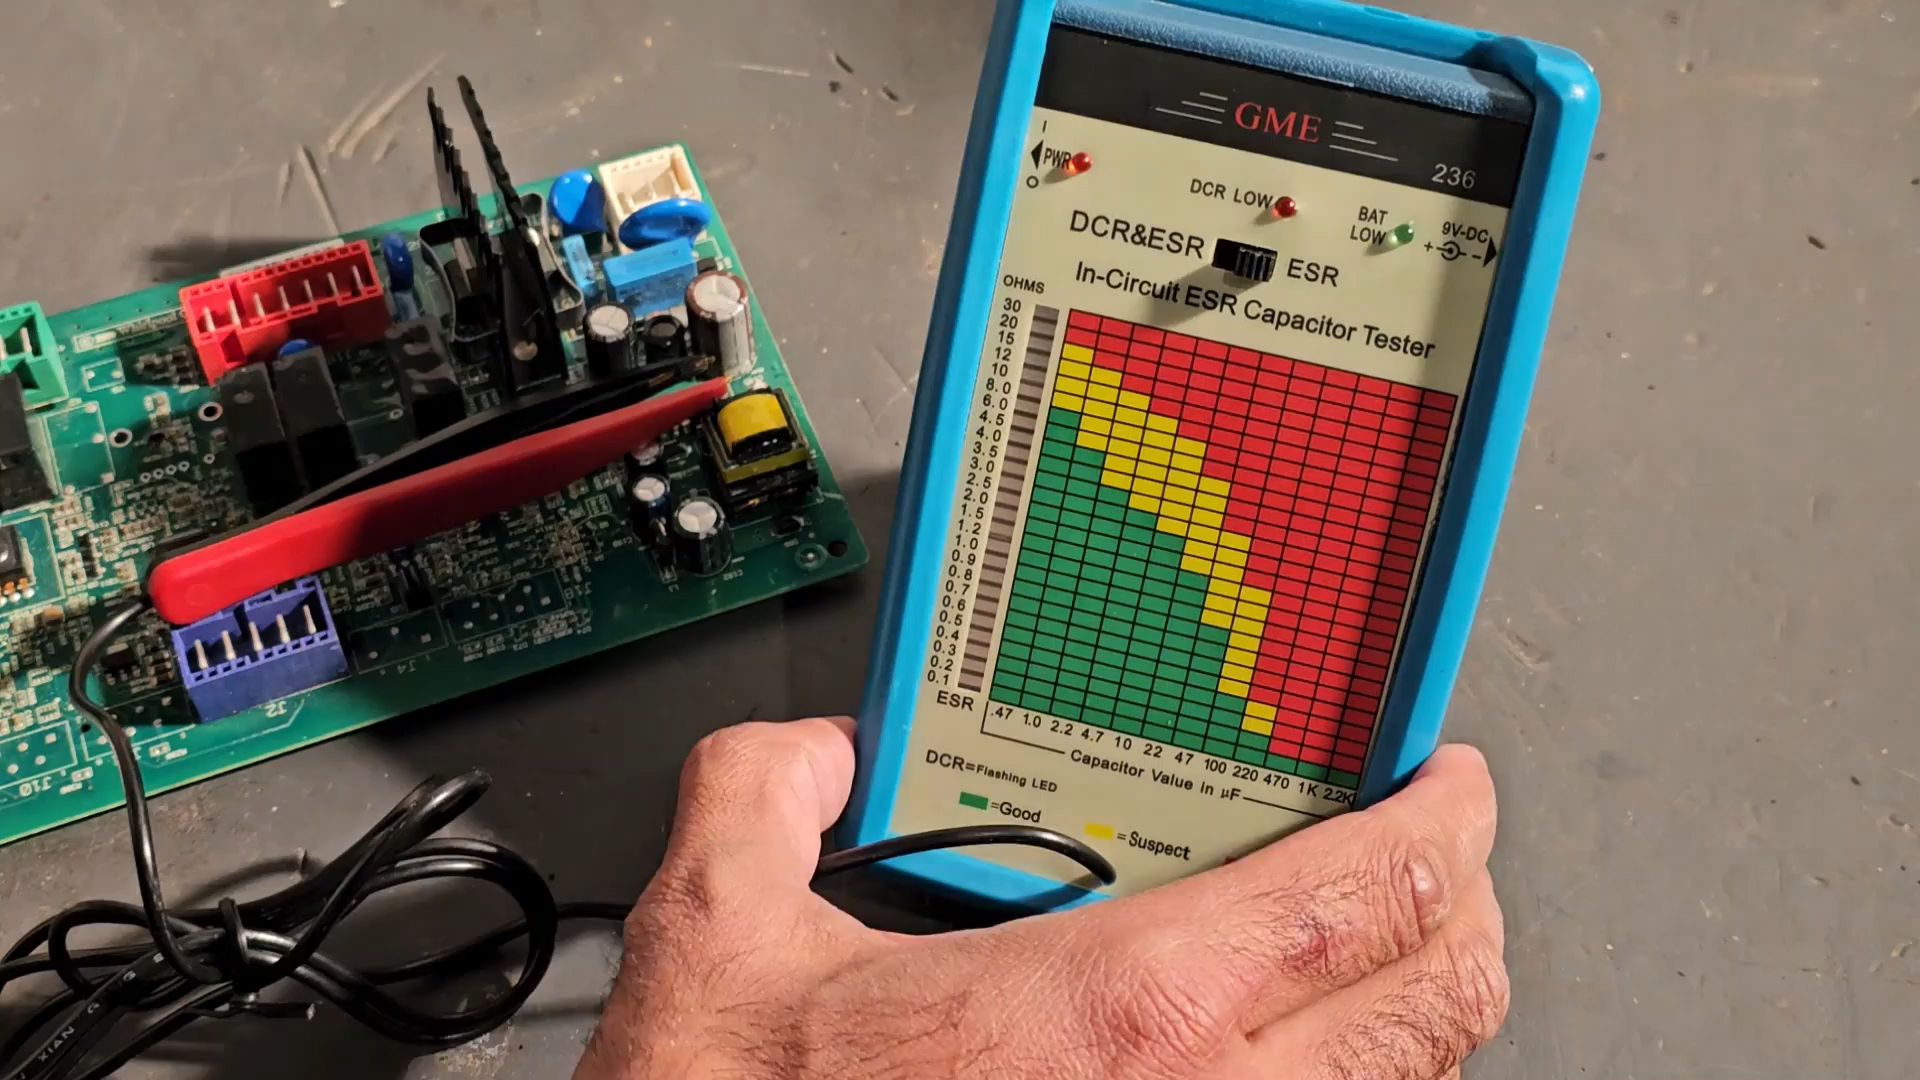 GME
236
I
PWR
O
DCR LOW
BAT
LOW
9V-DC
+ -
DCR&ESR
ESR
In-Circuit ESR Capacitor Tester
OHMS
30
20
15
12
10
8.0
6.0
4.5
4.0
3.5
3.0
2.5
2.0
1.5
1.2
1.0
0.9
0.8
0.7
0.6
0.5
0.4
0.3
0.2
0.1
ESR
.47 1.0 2.2 4.7 10 22 47 100 220 470 1K 2.2K
Capacitor Value in µF
DCR=Flashing LED
=Good
=Suspect
J2
J4
J10
XIAN G S